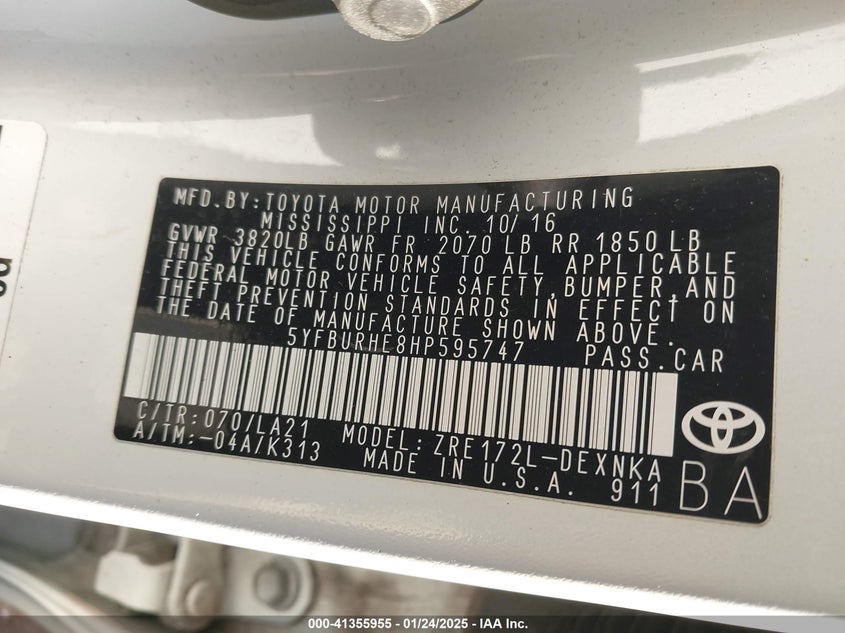 MFD.BY:TOYOTA MOTOR MANUFACTURING
MISSISSIPPI INC. 10/16
GVWR 3820LB GAWR FR 2070 LB RR 1850 LB
THIS VEHICLE CONFORMS TO ALL APPLICABLE
FEDERAL MOTOR VEHICLE SAFETY,BUMPER,AND
THEFT PREVENTION STANDARDS IN EFFECT ON
THE DATE OF MANUFACTURE SHOWN ABOVE.
5YFBURHE8HP595747 PASS.CAR
C/TR:070/LA21 MODEL: ZRE172L-DEXNKA
A/TM:-04A/K313 MADE IN U.S.A. 911
BA
000-41355955 - 01/24/2025 - IAA Inc.